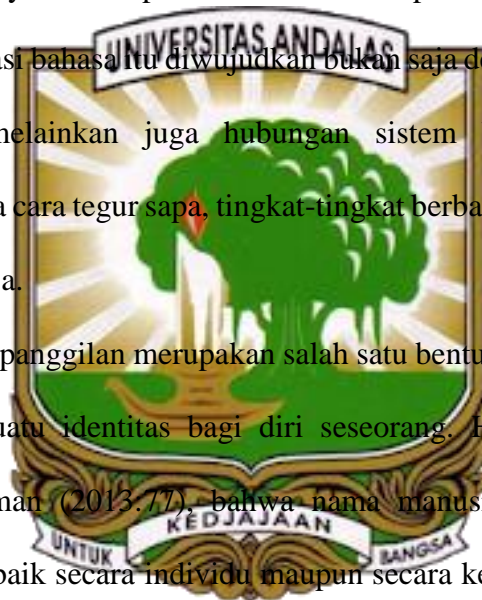 UNIVERSITAS ANDALAS
asi bahasa itu diwujudkan bukan saja de
elainkan juga hubungan sistem
a cara tegur sapa, tingkat-tingkat berba
a.
panggilan merupakan salah satu bentu
uatu identitas bagi diri seseorang. H
man (2013:77), bahwa nama manus
KEDJAJAAN
UNTUK BANGSA
baik secara individu maupun secara ke